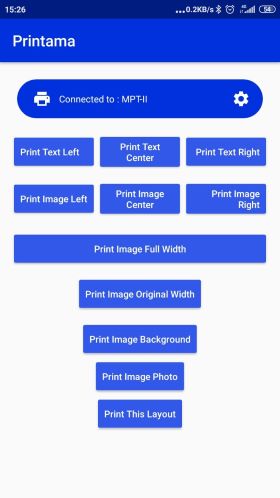 15:26
...0.2KB/s 4G 54
Printama
Connected to : MPT-II
Print Text Left
Print Text
Center
Print Text Right
Print Image Left
Print Image
Center
Print Image
Right
Print Image Full Width
Print Image Original Width
Print Image Background
Print Image Photo
Print This Layout